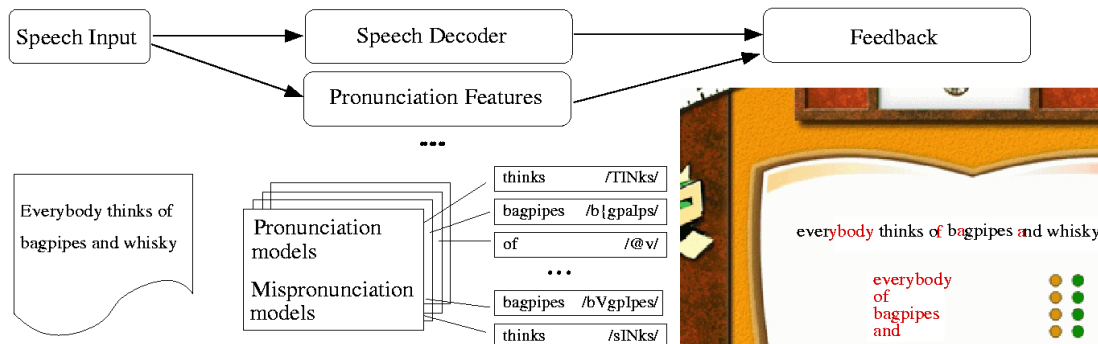 Speech Input
Speech Decoder
Feedback
Pronunciation Features
...
Everybody thinks of
bagpipes and whisky
Pronunciation
models
Mispronunciation
models
thinks /TINks/
bagpipes /b{gpaIps/
of /@v/
...
bagpipes /bVgpIpes/
thinks /sINks/
everybody thinks of bagpipes and whisky
everybody
of
bagpipes
and